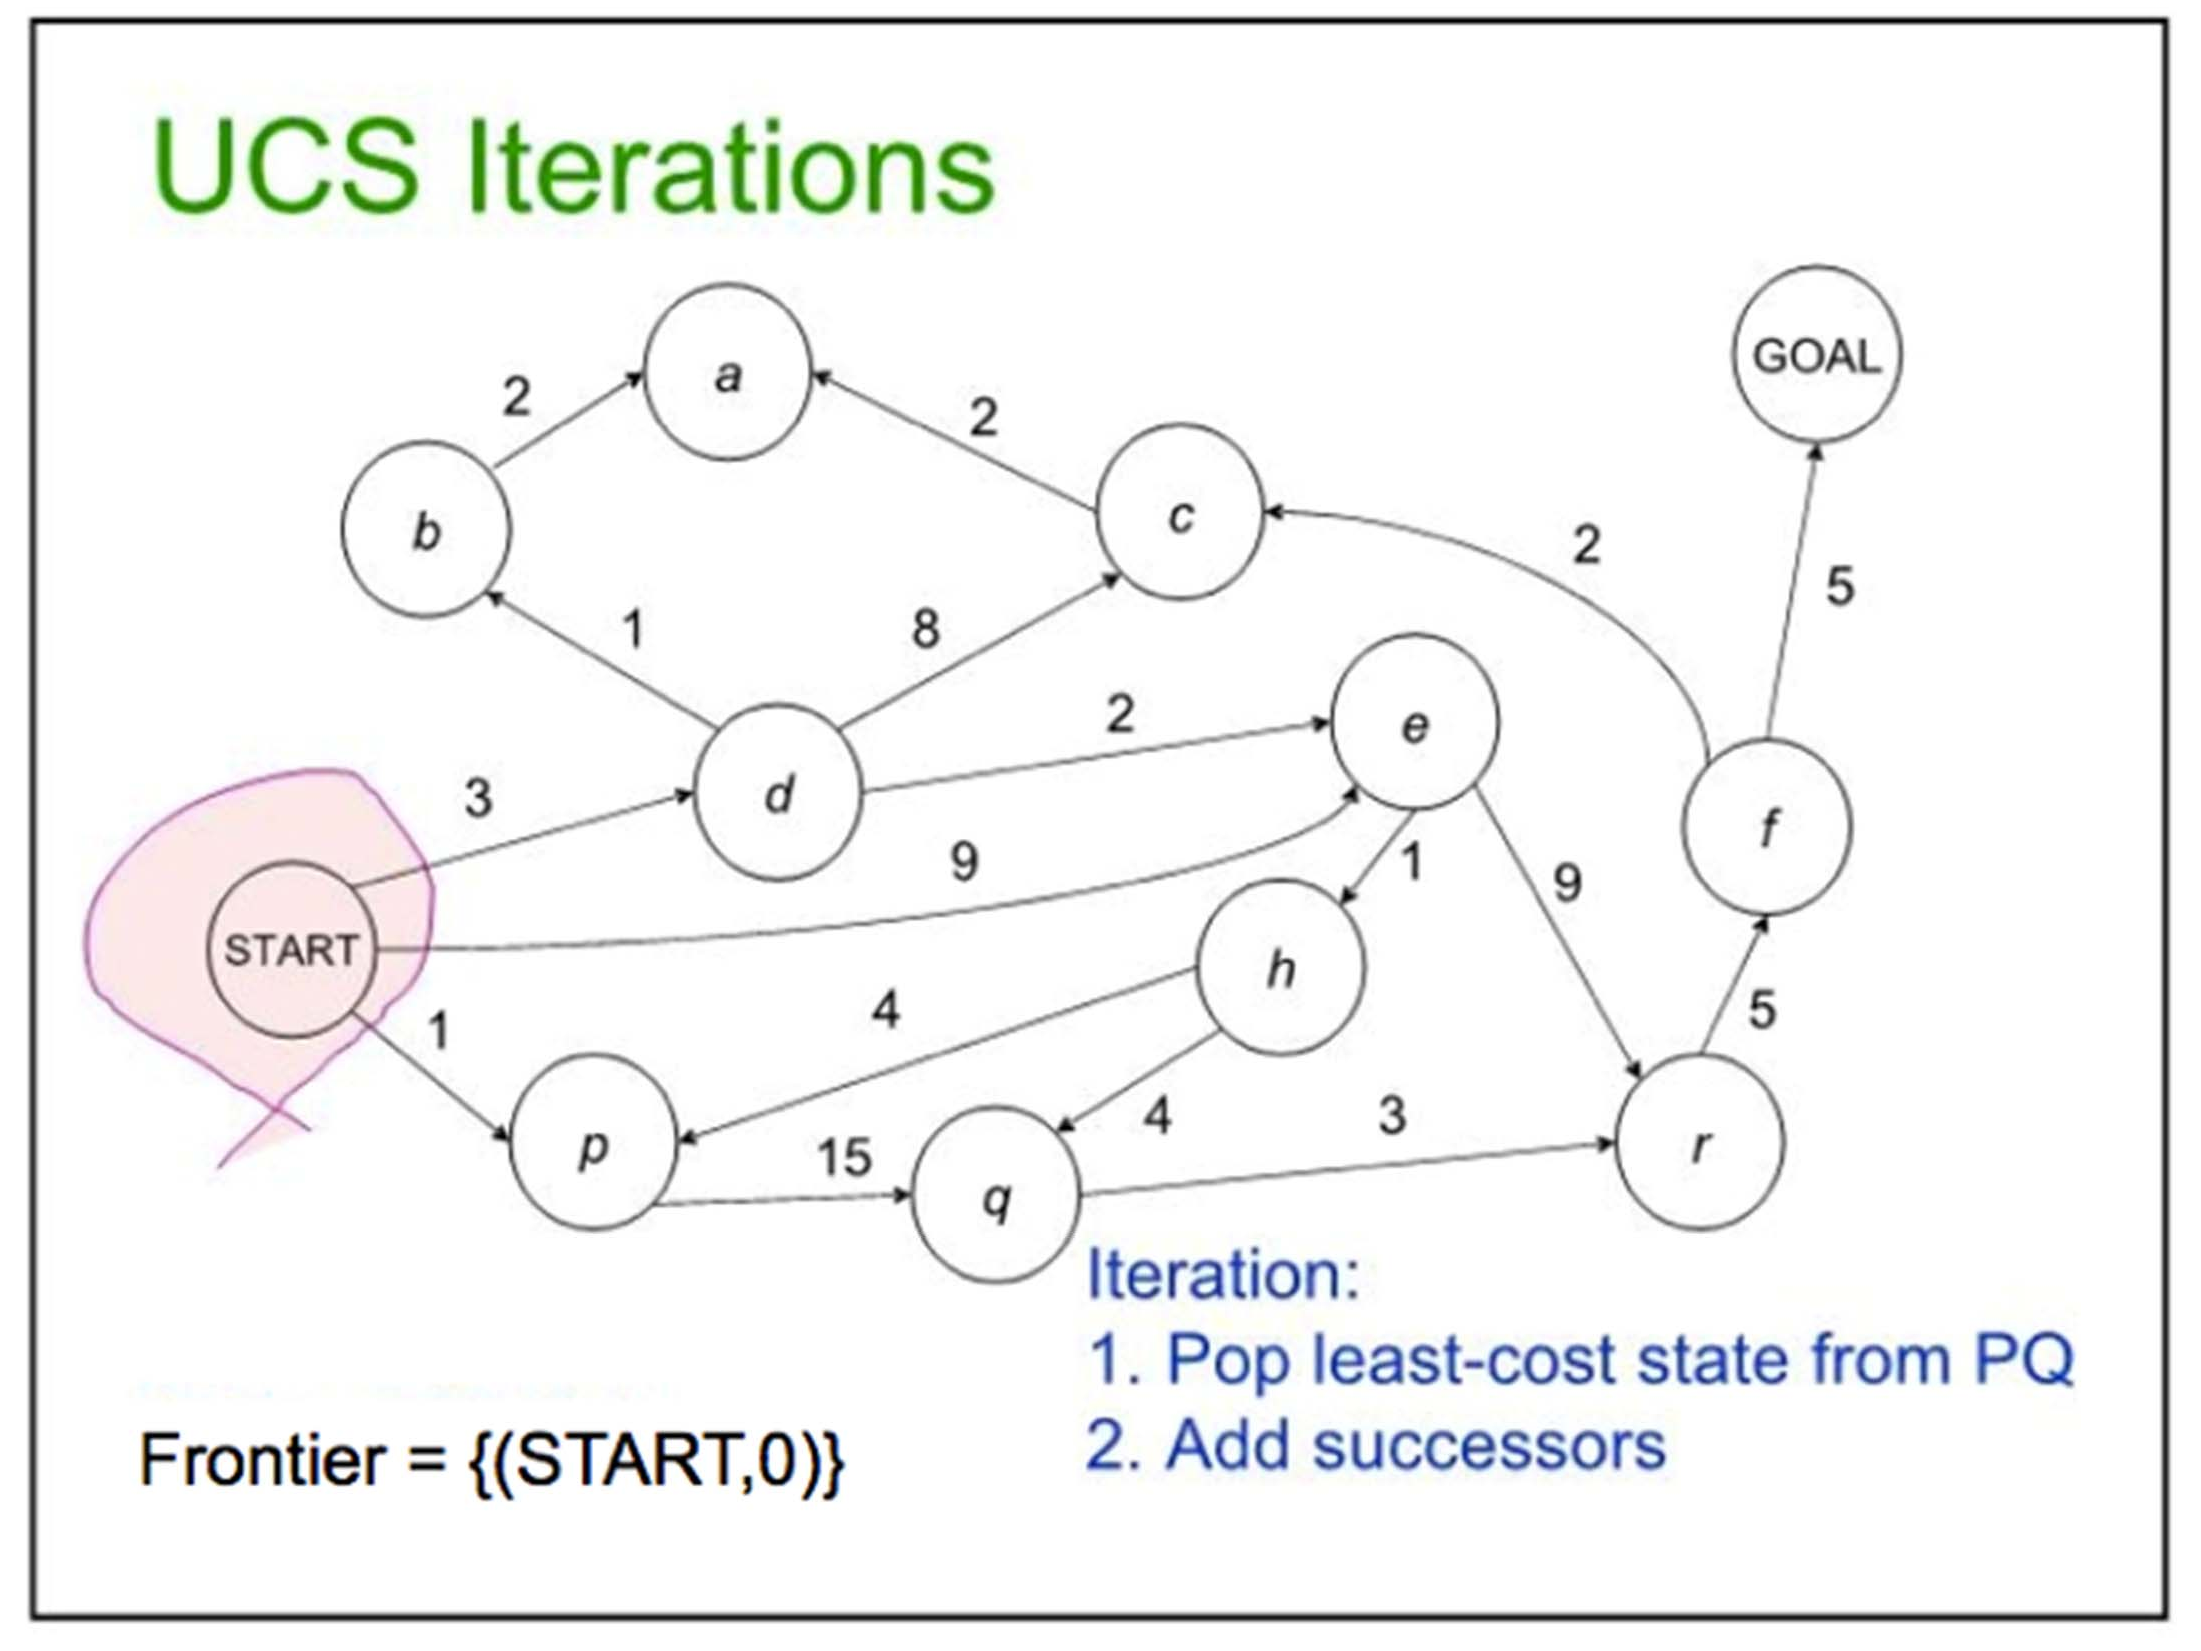 UCS Iterations
GOAL
a
2
2
b
c
2
5
1
8
2
e
3
d
f
9
1
9
START
h
4
1
5
p
4
3
15
q
r
Iteration:
1. Pop least-cost state from PQ
2. Add successors
Frontier = {(START,0)}